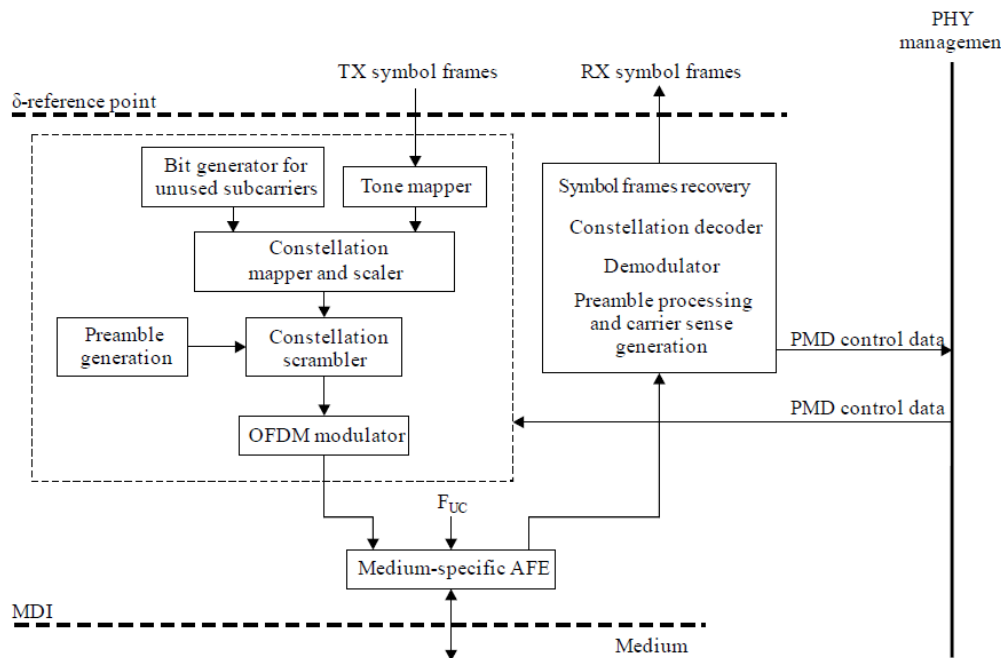 PHY
managemen
TX symbol frames
RX symbol frames
δ-reference point
Bit generator for
unused subcarriers
Tone mapper
Symbol frames recovery
Constellation decoder
Demodulator
Preamble processing
and carrier sense
generation
Constellation
mapper and scaler
Preamble
generation
Constellation
scrambler
PMD control data
PMD control data
OFDM modulator
FUC
Medium-specific AFE
MDI
Medium